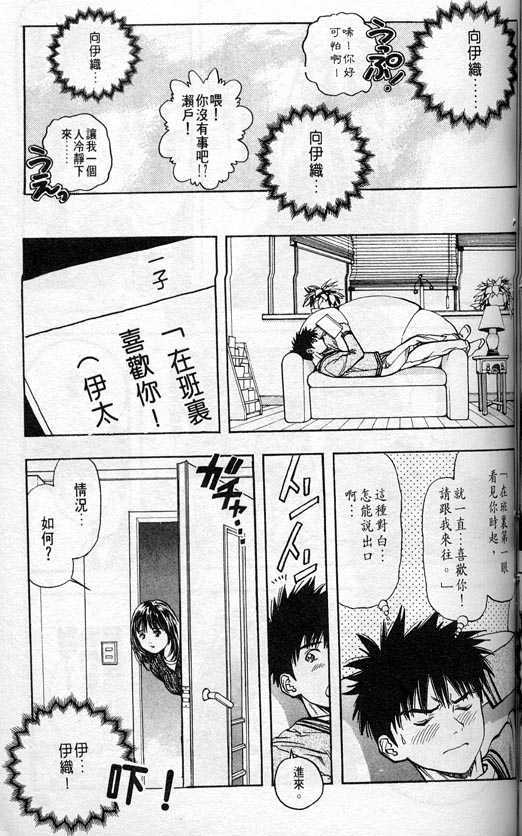 向伊織⋯⋯
唏！你好
可怕啊！
うっぷ！
向伊織⋯
向伊織⋯
喂！
你沒有事吧!?
瀨戶！
讓我一個
人冷靜下
來⋯
うえっ
一子
「在班裏
喜歡你！
（伊太
「在班裏第一眼
看見你時起，
就一直⋯喜歡你！
請跟我來往。」
這種對白⋯
怎能說出口
啊⋯
トントン
進來。
ガチャ⋯
情況⋯
如何？
伊⋯
伊織！
吓！